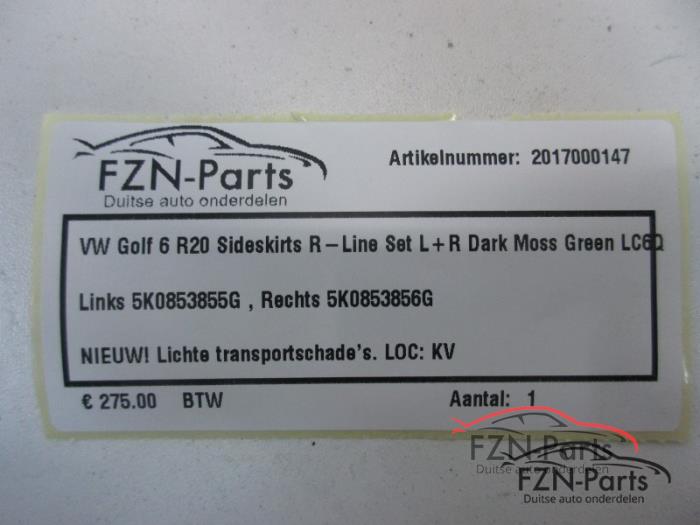 FZN-Parts
Duitse auto onderdelen
Artikelnummer: 2017000147
VW Golf 6 R20 Sideskirts R-Line Set L+R Dark Moss Green LC6Q
Links 5K0853855G , Rechts 5K0853856G
NIEUW! Lichte transportschade's. LOC: KV
€ 275.00 BTW
Aantal: 1
FZN-Parts
Duitse auto onderdelen
FZN-Parts
Duitse auto onderdelen